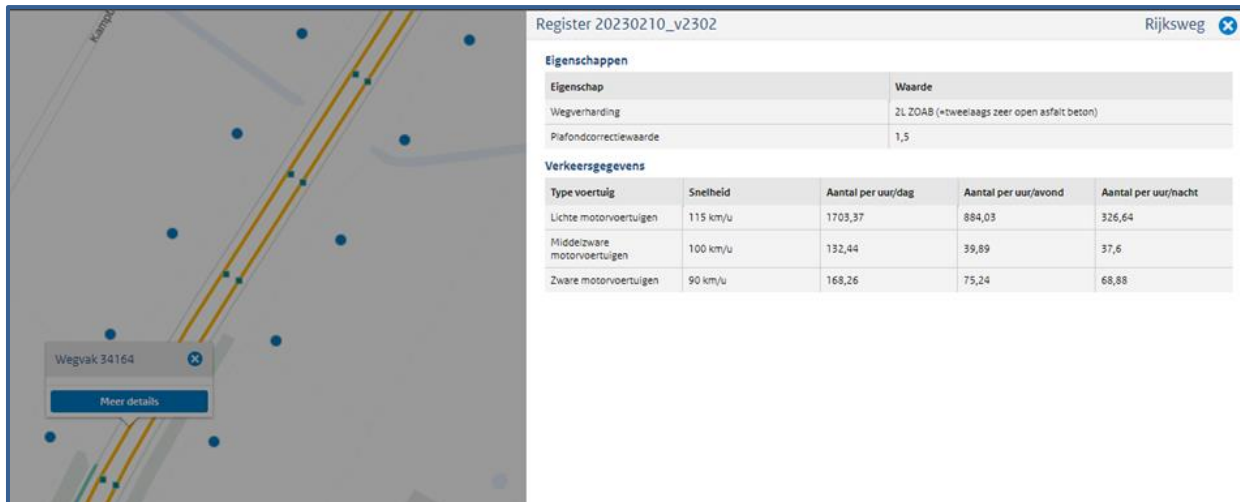 Kampb
Wegvak 34164
Meer details
Register 20230210_v2302
Rijksweg
Eigenschappen
Eigenschap Waarde
Wegverharding 2L ZOAB (=tweelaags zeer open asfalt beton)
Plafondcorrectiewaarde 1,5
Verkeersgegevens
Type voertuig Snelheid Aantal per uur/dag Aantal per uur/avond Aantal per uur/nacht
Lichte motorvoertuigen 115 km/u 1703,37 884,03 326,64
Middelzware
motorvoertuigen 100 km/u 132,44 39,89 37,6
Zware motorvoertuigen 90 km/u 168,26 75,24 68,88